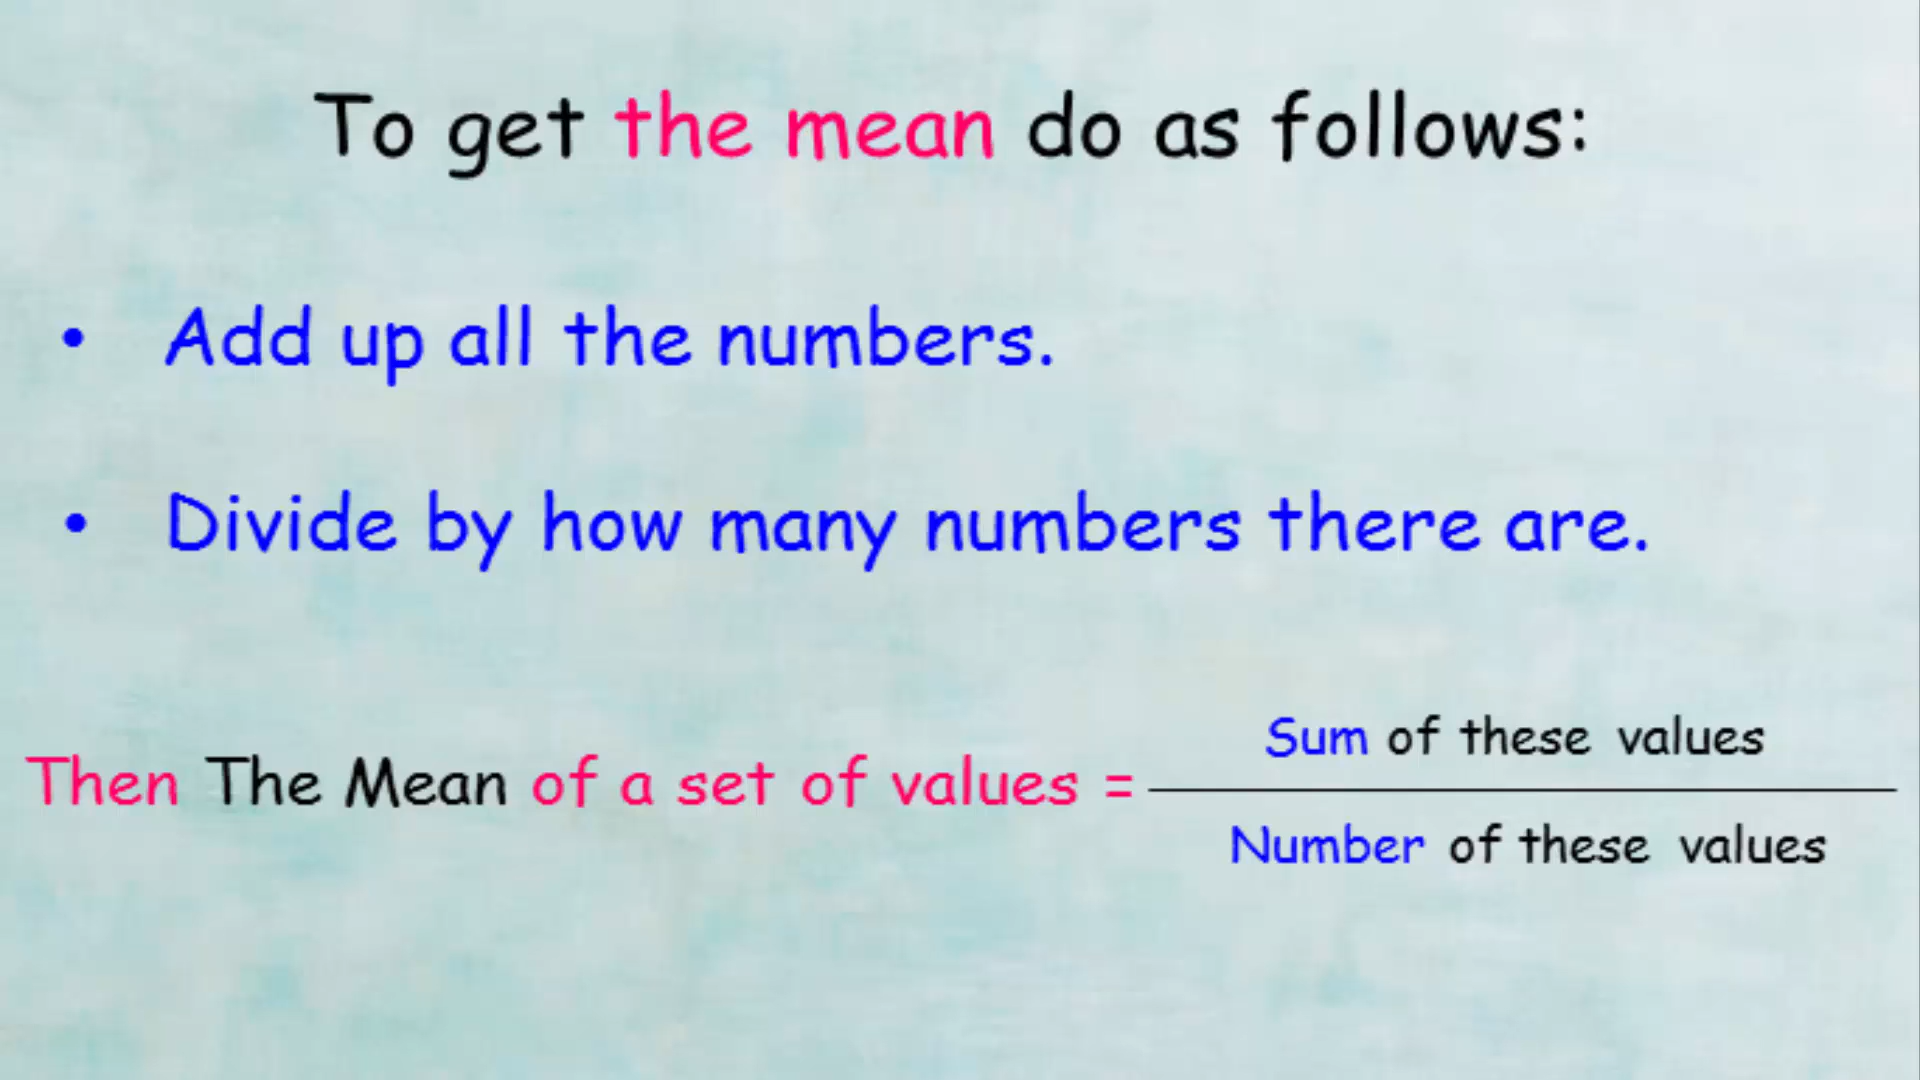 To get the mean do as follows:
• Add up all the numbers.
• Divide by how many numbers there are.
Then The Mean of a set of values =
Sum of these values
Number of these values